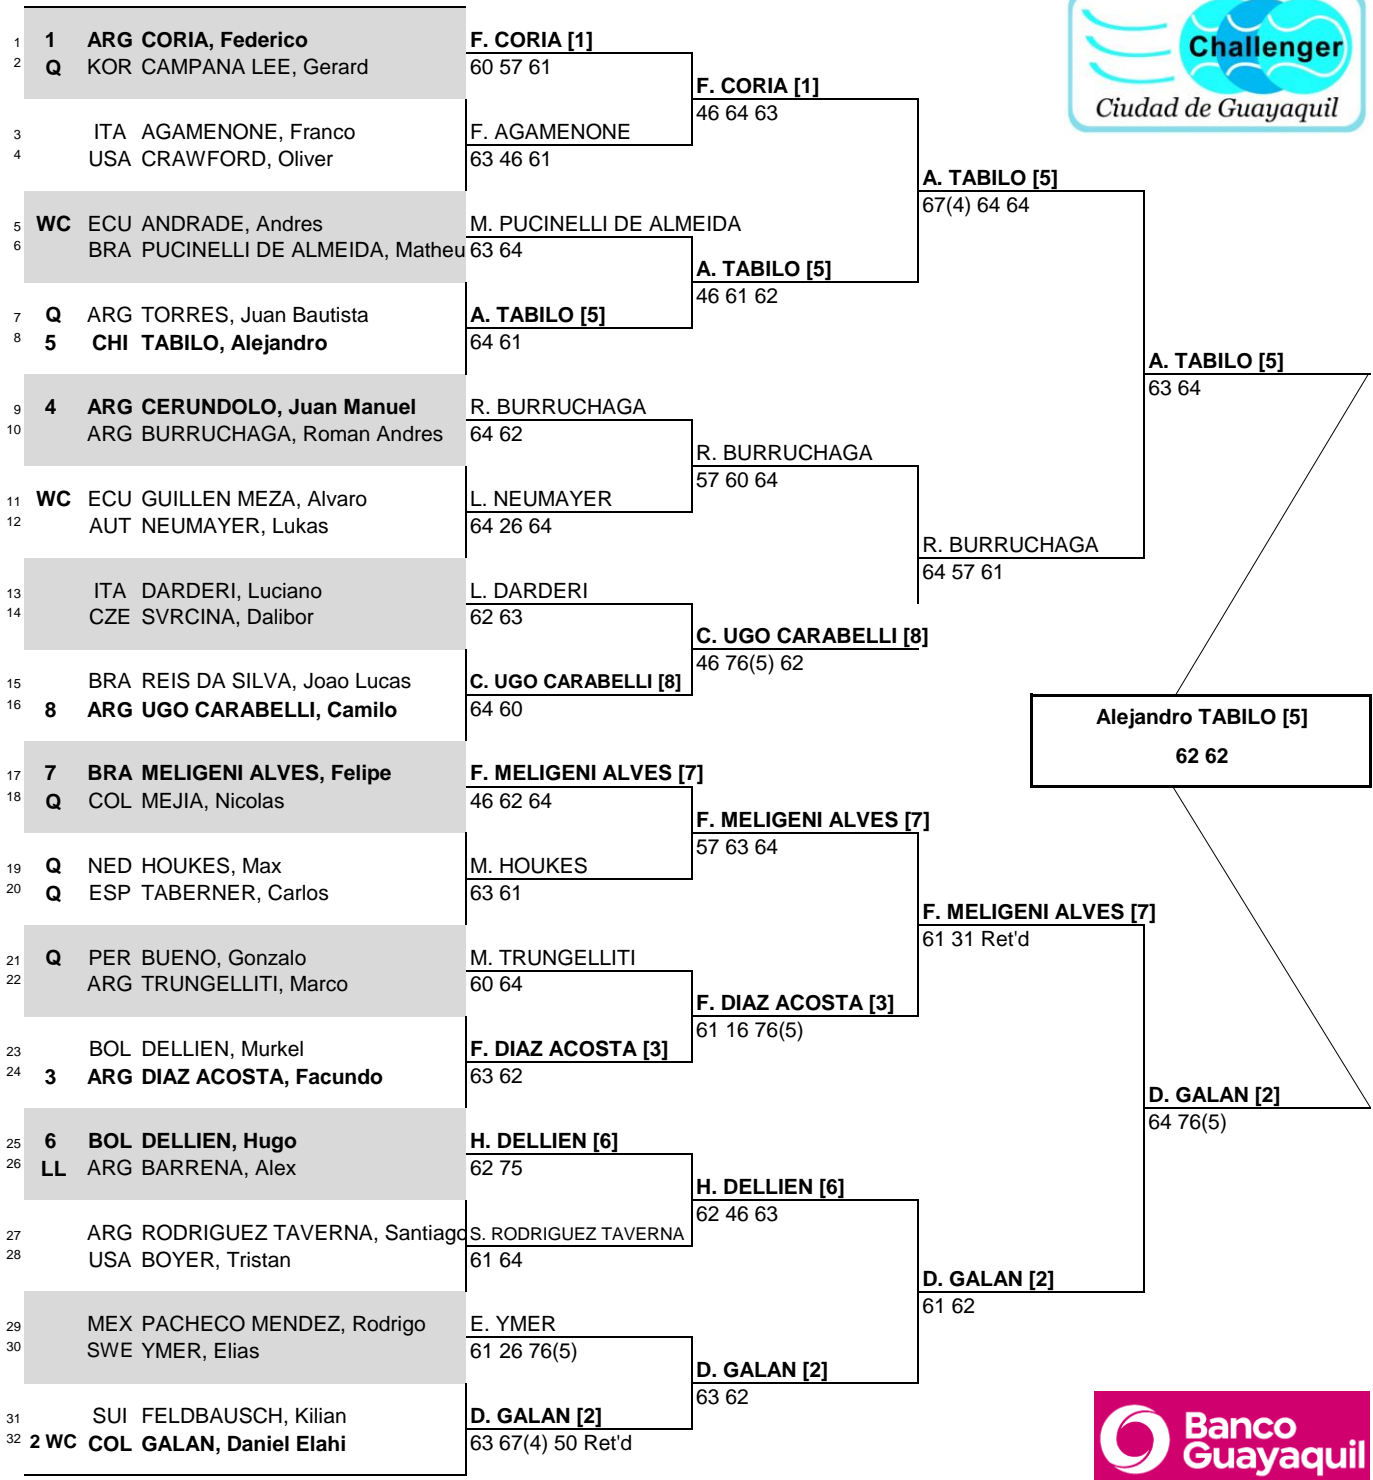 1 1 ARG CORIA, Federico F. CORIA [1]
2 Q KOR CAMPANA LEE, Gerard 60 57 61
Challenger
F. CORIA [1]
46 64 63
Ciudad de Guayaquil
3 ITA AGAMENONE, Franco F. AGAMENONE
4 USA CRAWFORD, Oliver 63 46 61
A. TABILO [5]
67(4) 64 64
5 WC ECU ANDRADE, Andres M. PUCINELLI DE ALMEIDA
6 BRA PUCINELLI DE ALMEIDA, Matheu 63 64
A. TABILO [5]
46 61 62
7 Q ARG TORRES, Juan Bautista A. TABILO [5]
8 5 CHI TABILO, Alejandro 64 61
A. TABILO [5]
63 64
9 4 ARG CERUNDOLO, Juan Manuel R. BURRUCHAGA
10 ARG BURRUCHAGA, Roman Andres 64 62
R. BURRUCHAGA
57 60 64
11 WC ECU GUILLEN MEZA, Alvaro L. NEUMAYER
12 AUT NEUMAYER, Lukas 64 26 64
R. BURRUCHAGA
64 57 61
13 ITA DARDERI, Luciano L. DARDERI
14 CZE SVRCINA, Dalibor 62 63
C. UGO CARABELLI [8]
46 76(5) 62
15 BRA REIS DA SILVA, Joao Lucas C. UGO CARABELLI [8]
16 8 ARG UGO CARABELLI, Camilo 64 60
Alejandro TABILO [5]
62 62
17 7 BRA MELIGENI ALVES, Felipe F. MELIGENI ALVES [7]
18 Q COL MEJIA, Nicolas 46 62 64
F. MELIGENI ALVES [7]
57 63 64
19 Q NED HOUKES, Max M. HOUKES
20 Q ESP TABERNER, Carlos 63 61
F. MELIGENI ALVES [7]
61 31 Ret'd
21 Q PER BUENO, Gonzalo M. TRUNGELLITI
22 ARG TRUNGELLITI, Marco 60 64
F. DIAZ ACOSTA [3]
61 16 76(5)
23 BOL DELLIEN, Murkel F. DIAZ ACOSTA [3]
24 3 ARG DIAZ ACOSTA, Facundo 63 62
D. GALAN [2]
64 76(5)
25 6 BOL DELLIEN, Hugo H. DELLIEN [6]
26 LL ARG BARRENA, Alex 62 75
H. DELLIEN [6]
62 46 63
27 ARG RODRIGUEZ TAVERNA, Santiago S. RODRIGUEZ TAVERNA
28 USA BOYER, Tristan 61 64
D. GALAN [2]
61 62
29 MEX PACHECO MENDEZ, Rodrigo E. YMER
30 SWE YMER, Elias 61 26 76(5)
D. GALAN [2]
63 62
31 SUI FELDBAUSCH, Kilian D. GALAN [2]
32 2 WC COL GALAN, Daniel Elahi 63 67(4) 50 Ret'd
Banco
Guayaquil